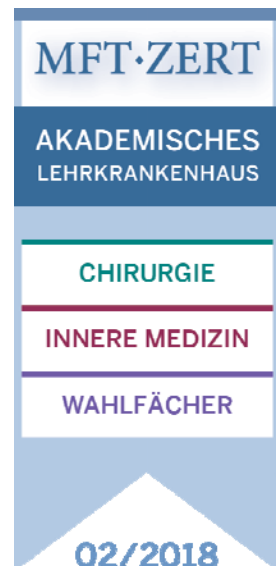 MFT·ZERT
AKADEMISCHES
LEHRKRANKENHAUS
CHIRURGIE
INNERE MEDIZIN
WAHLFÄCHER
02/2018